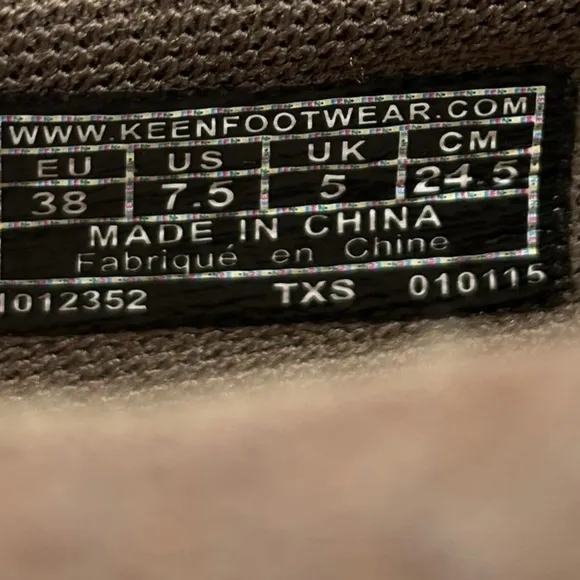 WWW.KEENFOOTWEAR.COM
EU US UK CM
38 7.5 5 24.5
MADE IN CHINA
Fabriqué en Chine
1012352 TXS 010115